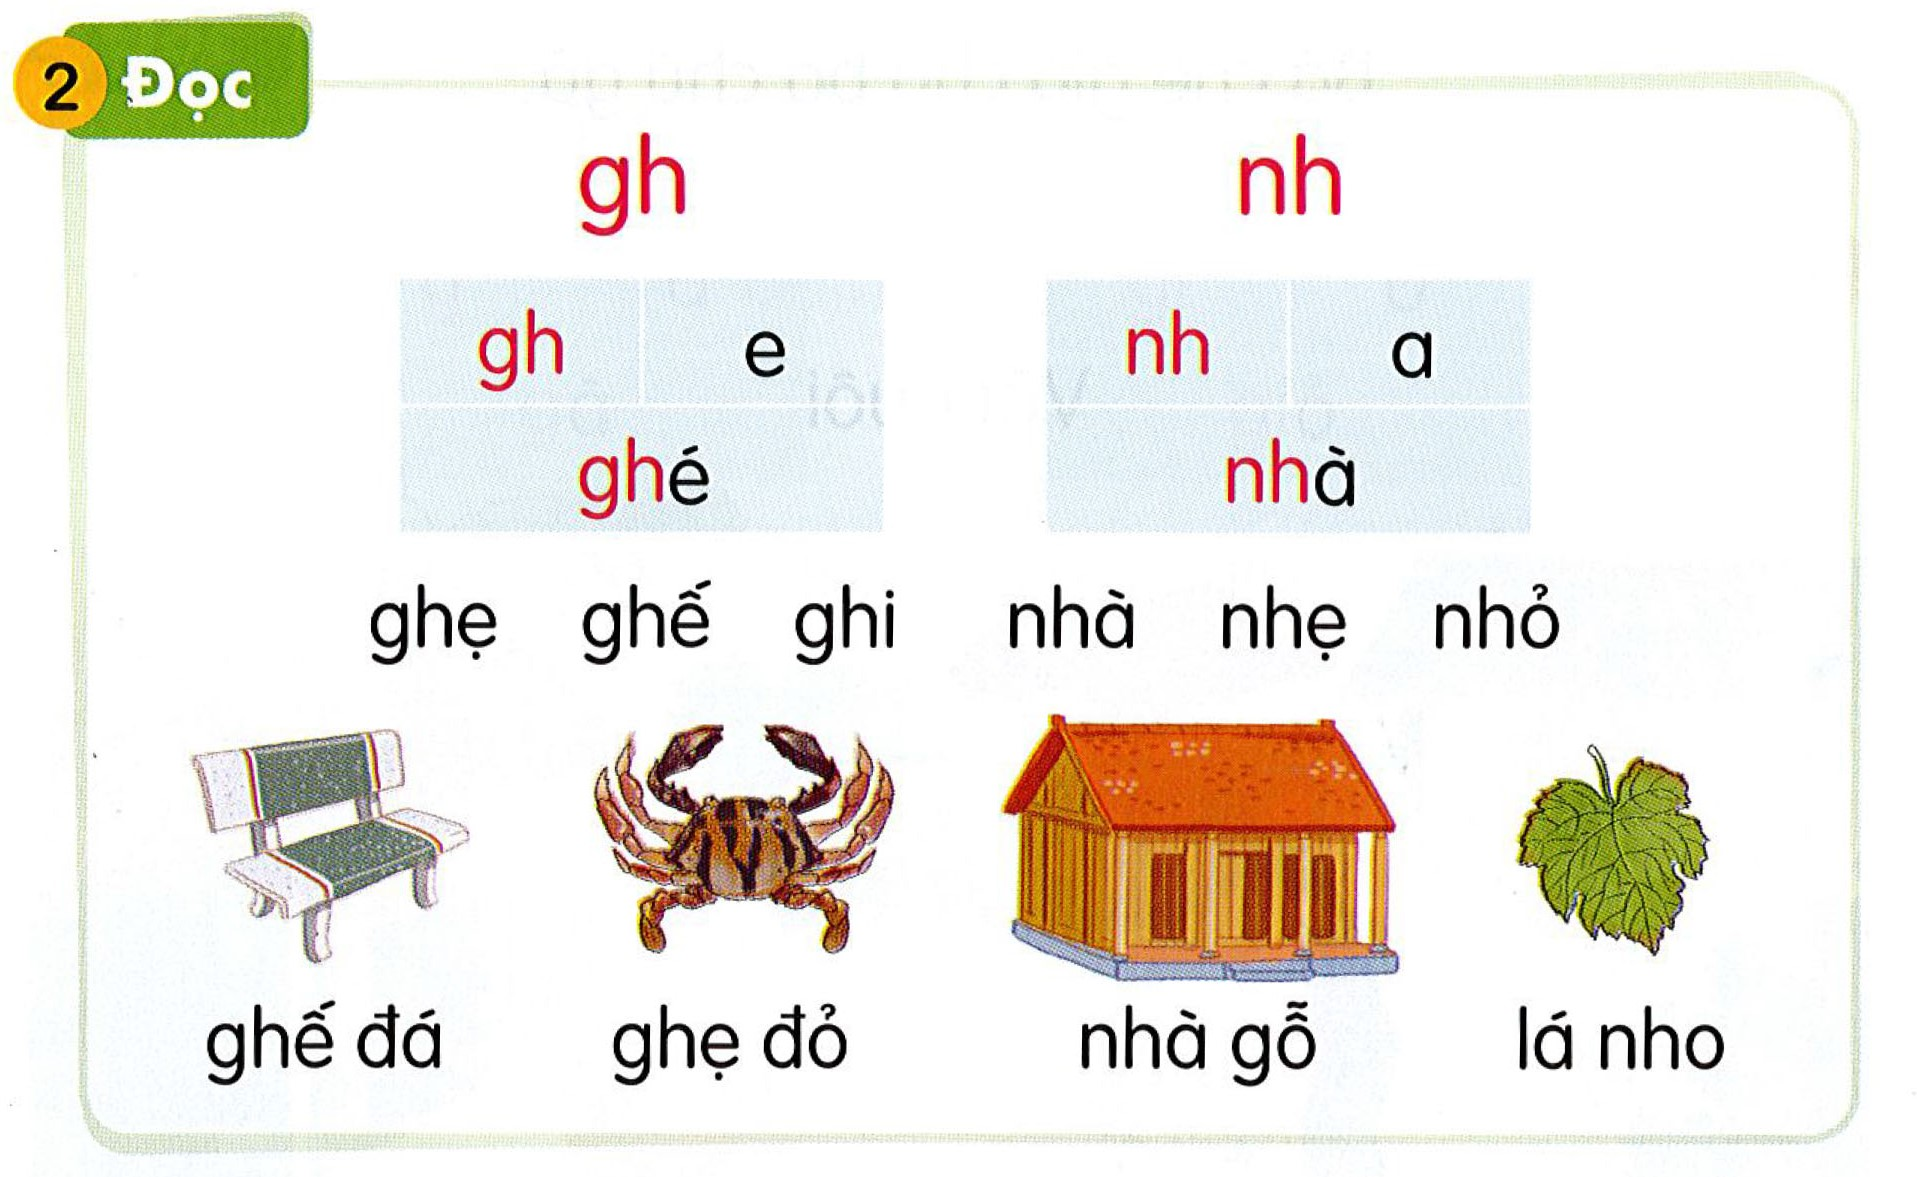 2 Đọc
gh nh
gh e nh a
ghé nhà
ghẹ ghế ghi nhà nhẹ nhỏ
ghế đá ghẹ đỏ nhà gỗ lá nho